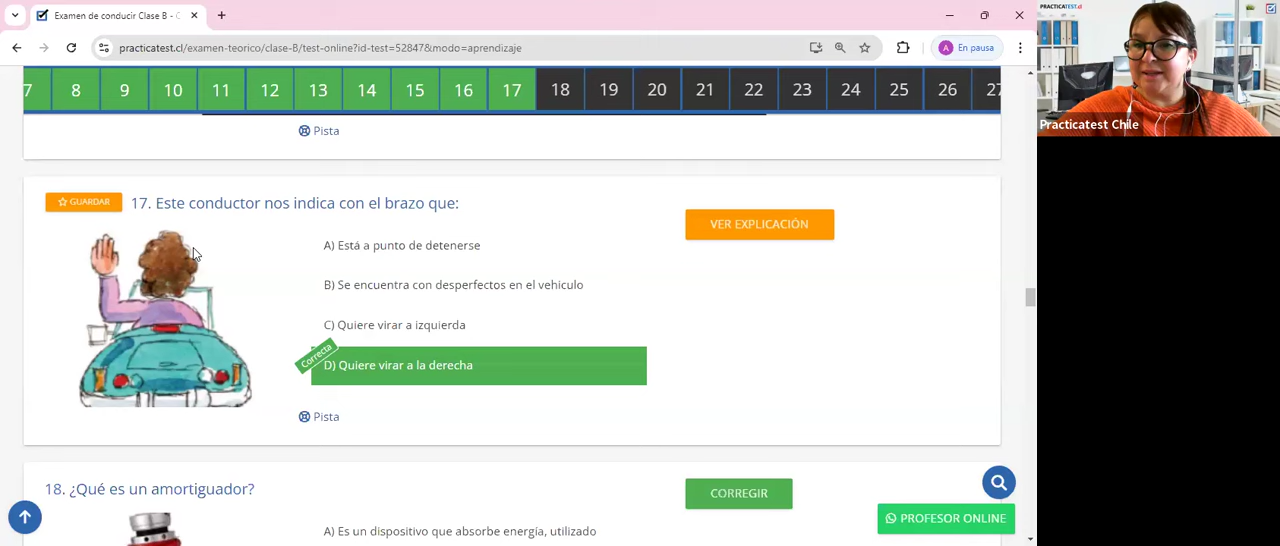 Examen de conducir Clase B - C
practicatest.cl/examen-teorico/clase-B/test-online?id-test=52847&modo=aprendizaje
A En pausa
7 8 9 10 11 12 13 14 15 16 17 18 19 20 21 22 23 24 25 26 27
Pista
GUARDAR
17. Este conductor nos indica con el brazo que:
VER EXPLICACIÓN
A) Está a punto de detenerse
B) Se encuentra con desperfectos en el vehiculo
C) Quiere virar a izquierda
Correcta
D) Quiere virar a la derecha
Pista
18. ¿Qué es un amortiguador?
CORREGIR
A) Es un dispositivo que absorbe energía, utilizado
PROFESOR ONLINE
PRACTICATEST.cl
Practicatest Chile